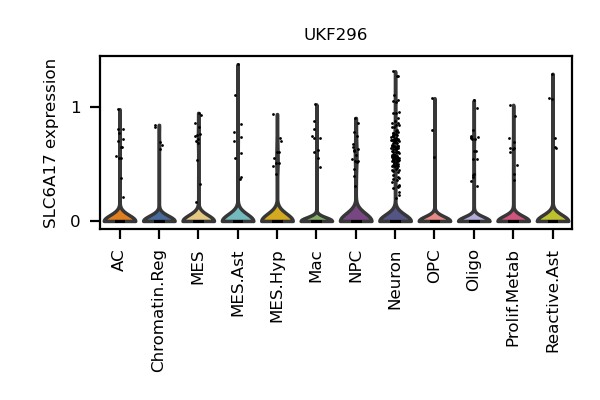 UKF296
SLC6A17 expression
1
0
AC
Chromatin.Reg
MES
MES.Ast
MES.Hyp
Mac
NPC
Neuron
OPC
Oligo
Prolif.Metab
Reactive.Ast